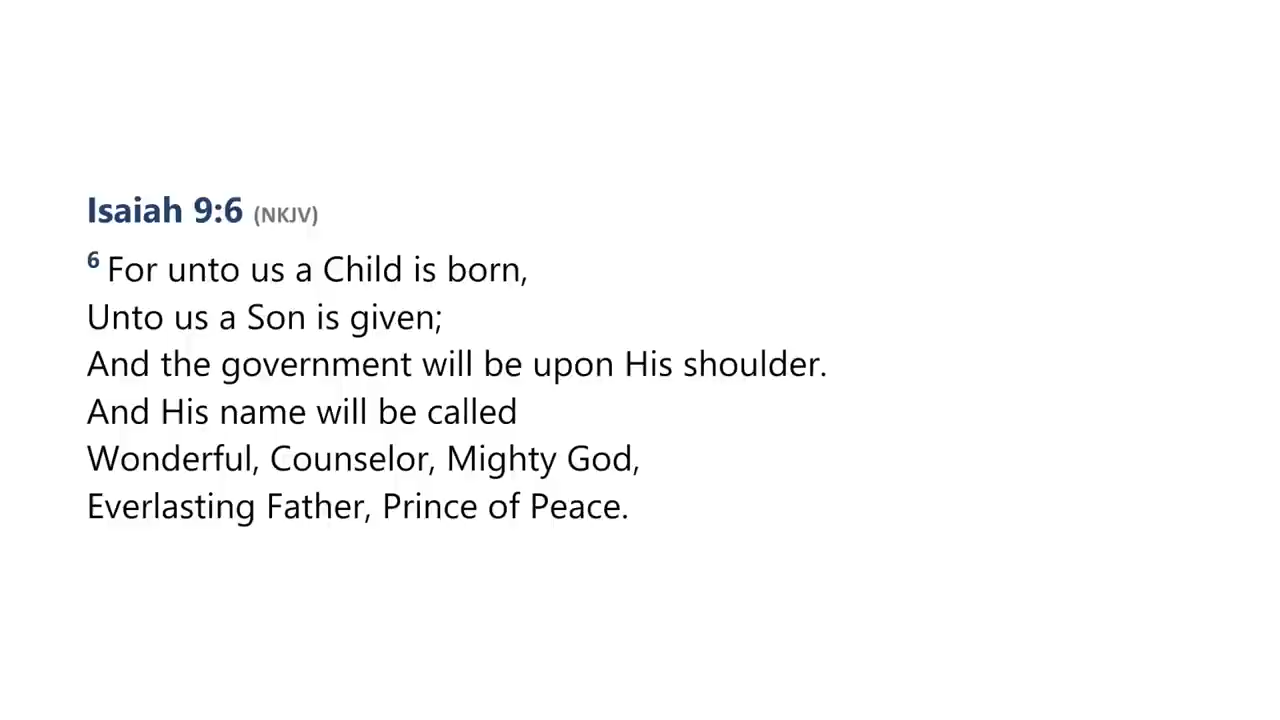 Isaiah 9:6 (NKJV)
6 For unto us a Child is born,
Unto us a Son is given;
And the government will be upon His shoulder.
And His name will be called
Wonderful, Counselor, Mighty God,
Everlasting Father, Prince of Peace.